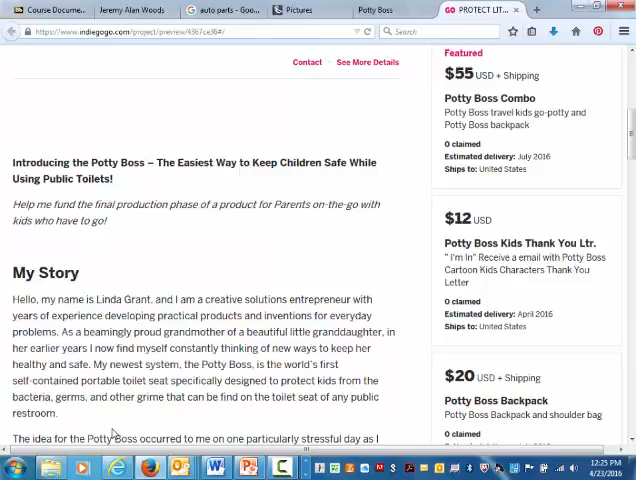 Course Docume...
Jeremy Alan Woods
auto parts - Goo...
Pictures
Potty Boss
GO PROTECT LIT...
https://www.indiegogo.com/project/preview/4367ce36#/
Search
Contact
See More Details
Introducing the Potty Boss – The Easiest Way to Keep Children Safe While
Using Public Toilets!
Help me fund the final production phase of a product for Parents on-the-go with
kids who have to go!
My Story
Hello, my name is Linda Grant, and I am a creative solutions entrepreneur with
years of experience developing practical products and inventions for everyday
problems. As a beamingly proud grandmother of a beautiful little granddaughter, in
her earlier years I now find myself constantly thinking of new ways to keep her
healthy and safe. My newest system, the Potty Boss, is the world's first
self-contained portable toilet seat specifically designed to protect kids from the
bacteria, germs, and other grime that can be find on the toilet seat of any public
restroom.
The idea for the Potty Boss occurred to me on one particularly stressful day as I
Featured
$55 USD + Shipping
Potty Boss Combo
Potty Boss travel kids go-potty and
Potty Boss backpack
0 claimed
Estimated delivery: July 2016
Ships to: United States
$12 USD
Potty Boss Kids Thank You Ltr.
" I'm In" Receive a email with Potty Boss
Cartoon Kids Characters Thank You
Letter
0 claimed
Estimated delivery: April 2016
Ships to: United States
$20 USD + Shipping
Potty Boss Backpack
Potty Boss Backpack and shoulder bag
0 claimed
12:25 PM
4/23/2016